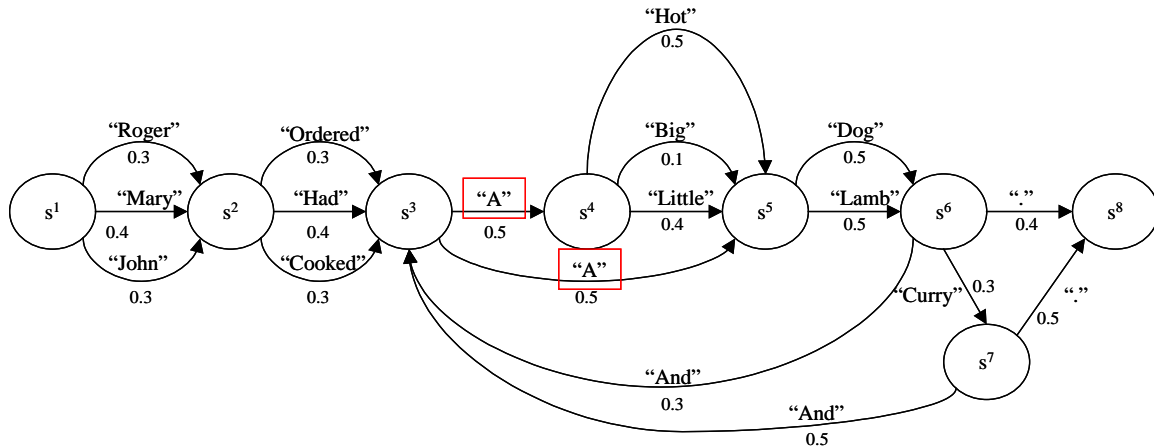 “Hot”
0.5
“Roger” “Ordered” “Big” “Dog”
0.3 0.3 0.1 0.5
s1 “Mary” s2 “Had” s3 “A” s4 “Little” s5 “Lamb” s6 “.” s8
0.4 0.4 0.5 0.4 0.5 0.4
“John” “Cooked” “A”
0.3 0.3 0.5
“Curry” 0.3 “.”
0.5
s7
“And”
0.3
“And”
0.5